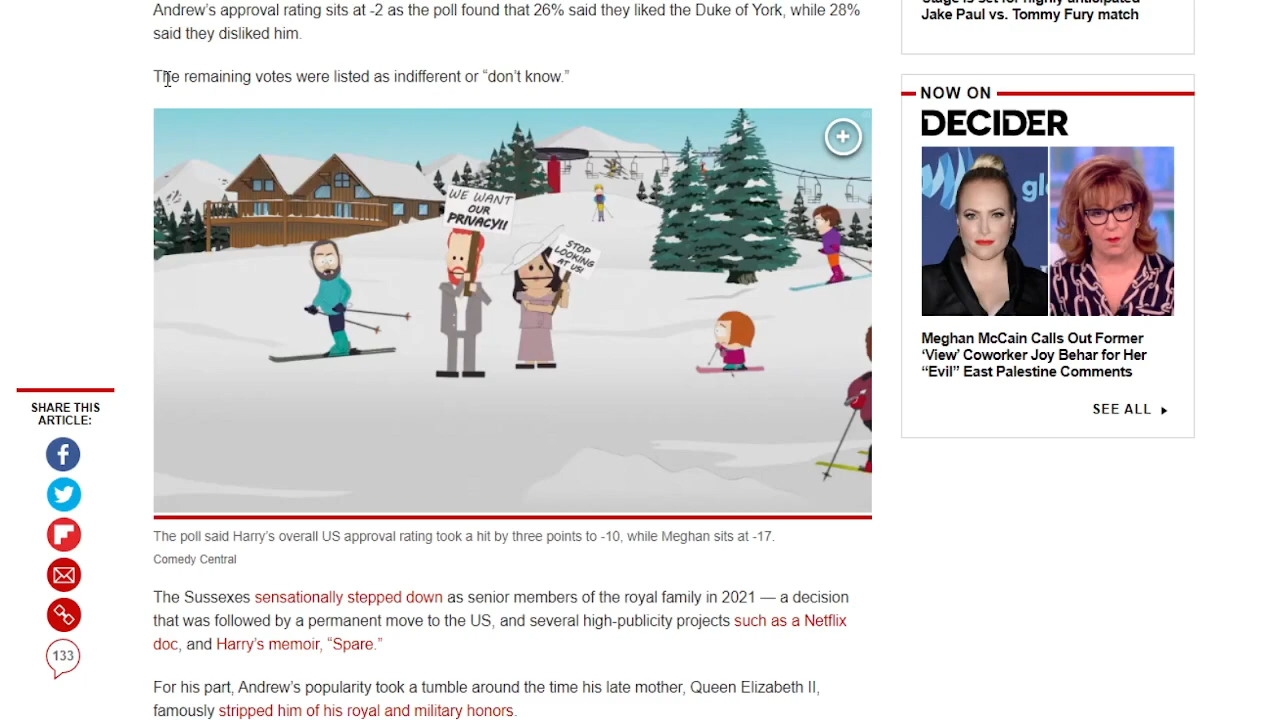 Andrew's approval rating sits at -2 as the poll found that 26% said they liked the Duke of York, while 28%
said they disliked him.
The remaining votes were listed as indifferent or “don’t know.”
WE WANT
OUR
PRIVACY!!
STOP
LOOKING
AT US!
The poll said Harry’s overall US approval rating took a hit by three points to -10, while Meghan sits at -17.
Comedy Central
The Sussexes sensationally stepped down as senior members of the royal family in 2021 — a decision
that was followed by a permanent move to the US, and several high-publicity projects such as a Netflix
doc, and Harry’s memoir, “Spare.”
For his part, Andrew’s popularity took a tumble around the time his late mother, Queen Elizabeth II,
famously stripped him of his royal and military honors.
SHARE THIS
ARTICLE:
133
Stage is set for highly anticipated
Jake Paul vs. Tommy Fury match
NOW ON
DECIDER
gl
Meghan McCain Calls Out Former
‘View’ Coworker Joy Behar for Her
“Evil” East Palestine Comments
SEE ALL